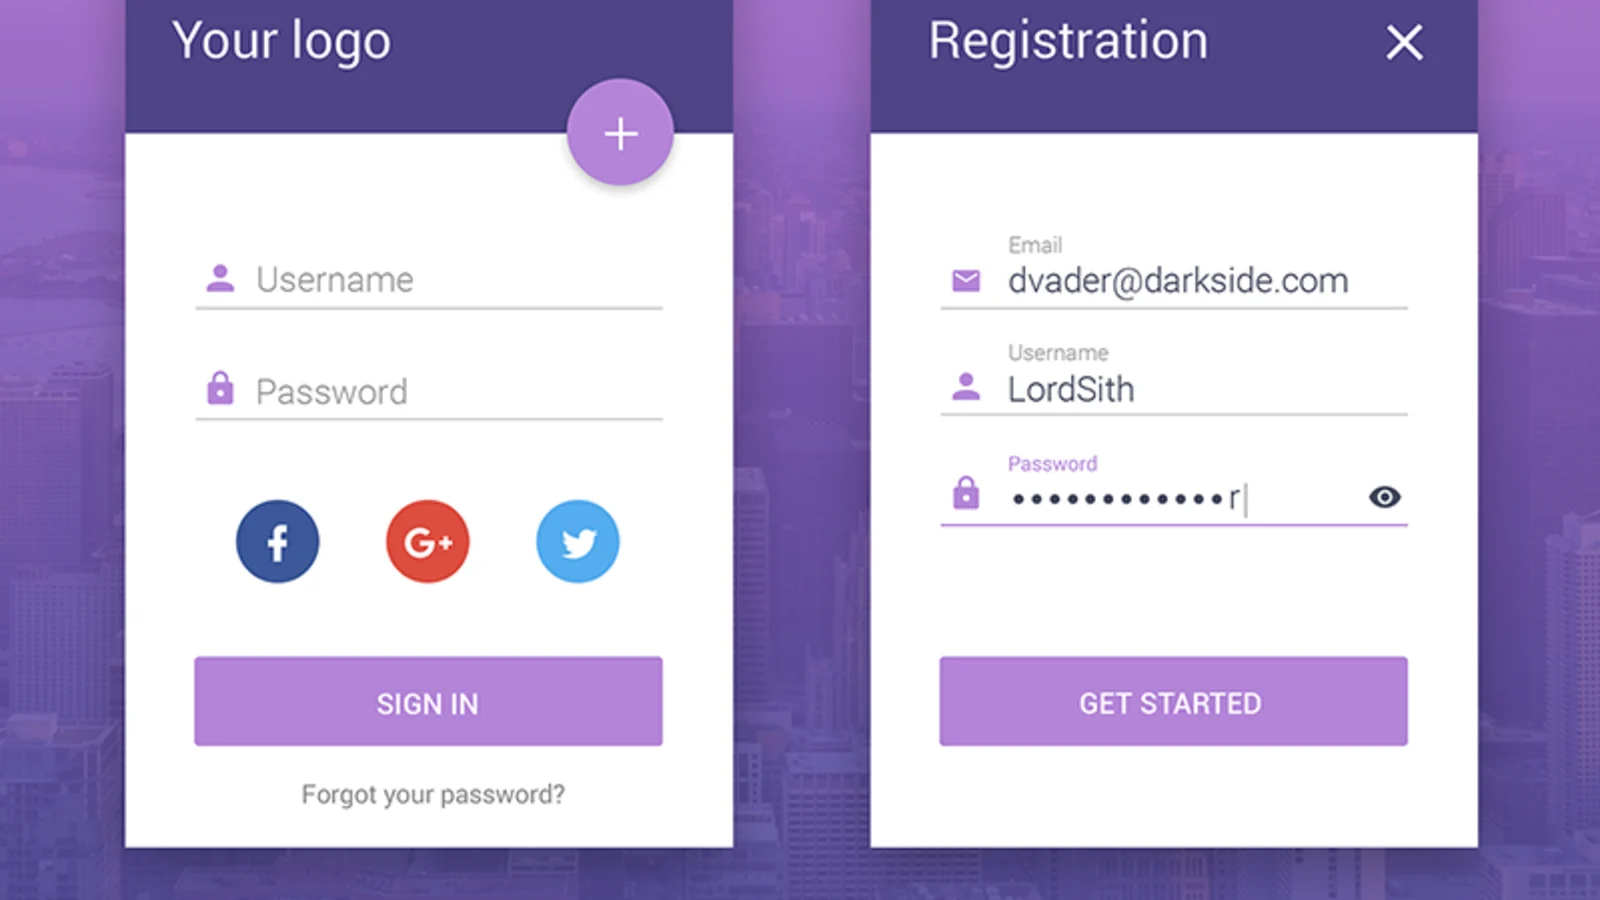 Your logo
Username
Password
f
G+
SIGN IN
Forgot your password?
Registration
Email
dvader@darkside.com
Username
LordSith
Password
••••••••••••r
GET STARTED